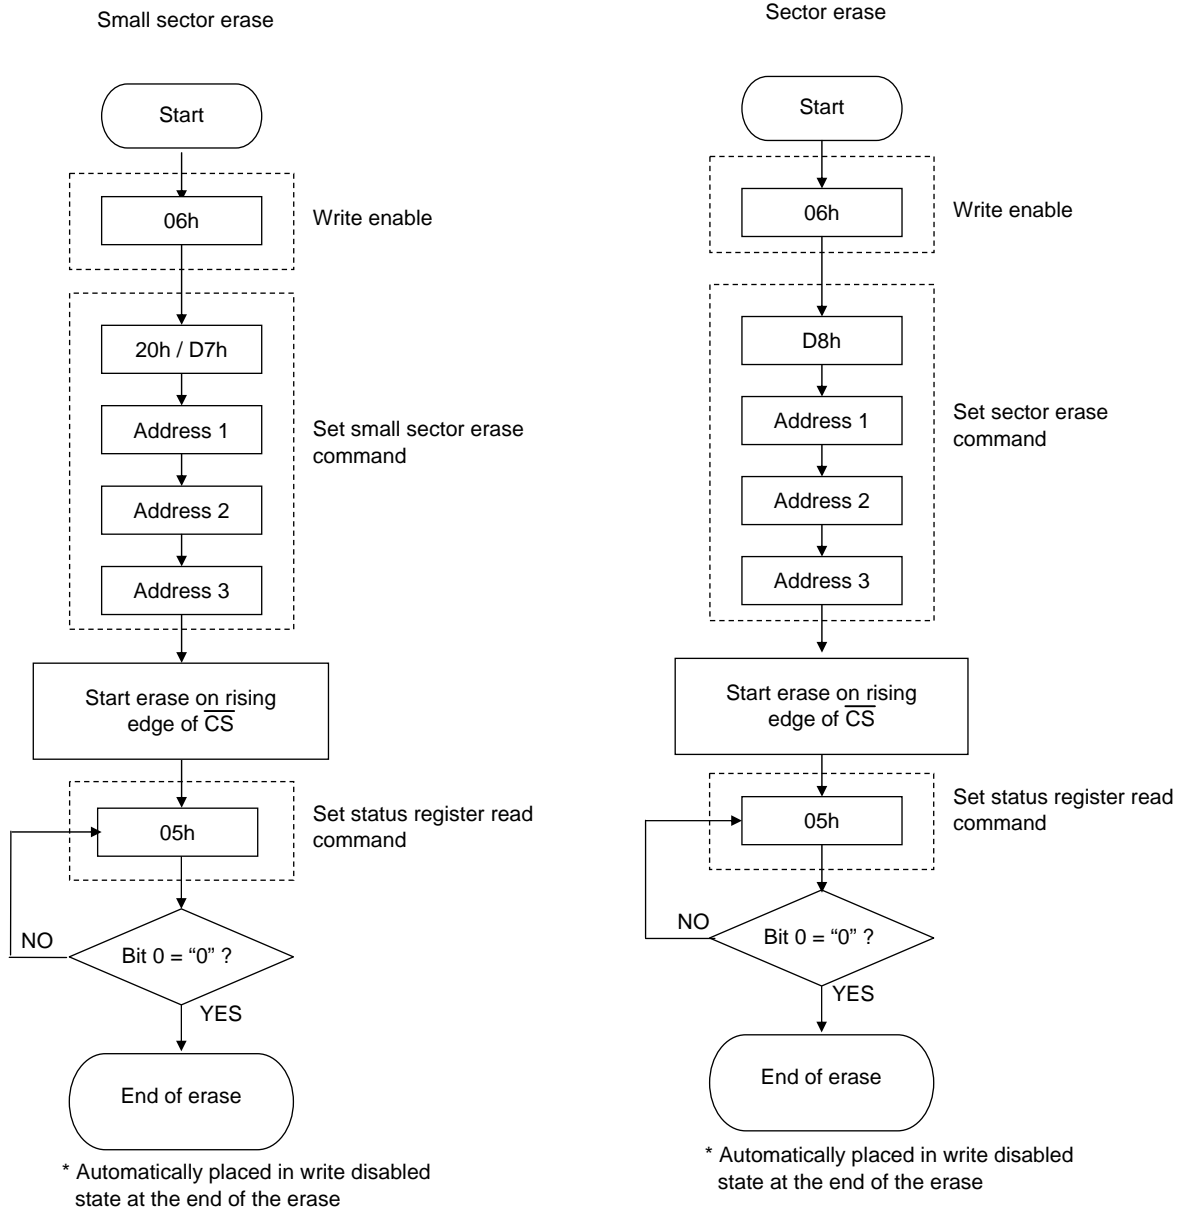 Small sector erase
Start
06h
Write enable
20h / D7h
Address 1
Set small sector erase
command
Address 2
Address 3
Start erase on rising
edge of C̅S̅
05h
Set status register read
command
NO
Bit 0 = “0” ?
YES
End of erase
* Automatically placed in write disabled
state at the end of the erase
Sector erase
Start
06h
Write enable
D8h
Address 1
Set sector erase
command
Address 2
Address 3
Start erase on rising
edge of C̅S̅
05h
Set status register read
command
NO
Bit 0 = “0” ?
YES
End of erase
* Automatically placed in write disabled
state at the end of the erase